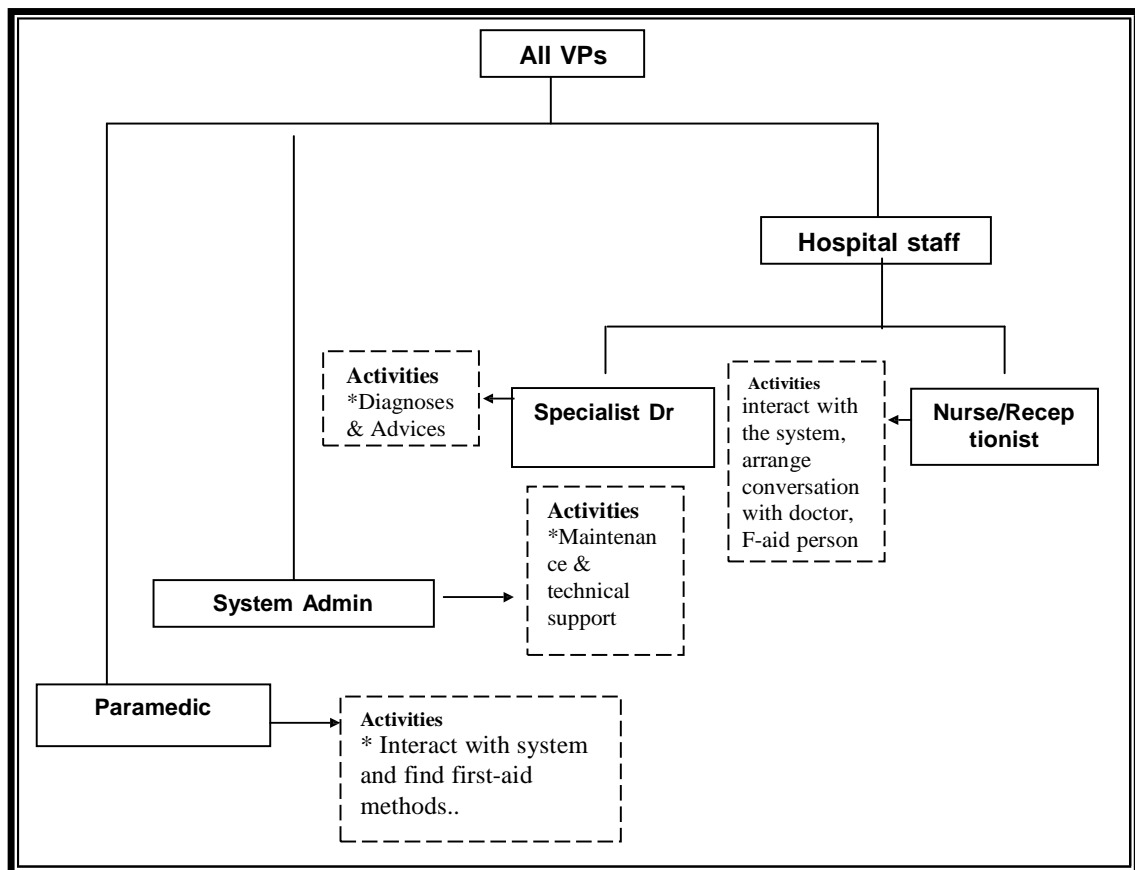 All VPs
Hospital staff
Activities
*Diagnoses
& Advices
Specialist Dr
Activities
interact with
the system,
arrange
conversation
with doctor,
F-aid person
Nurse/Recep
tionist
Activities
*Maintenan
ce &
technical
support
System Admin
Paramedic
Activities
* Interact with system
and find first-aid
methods..